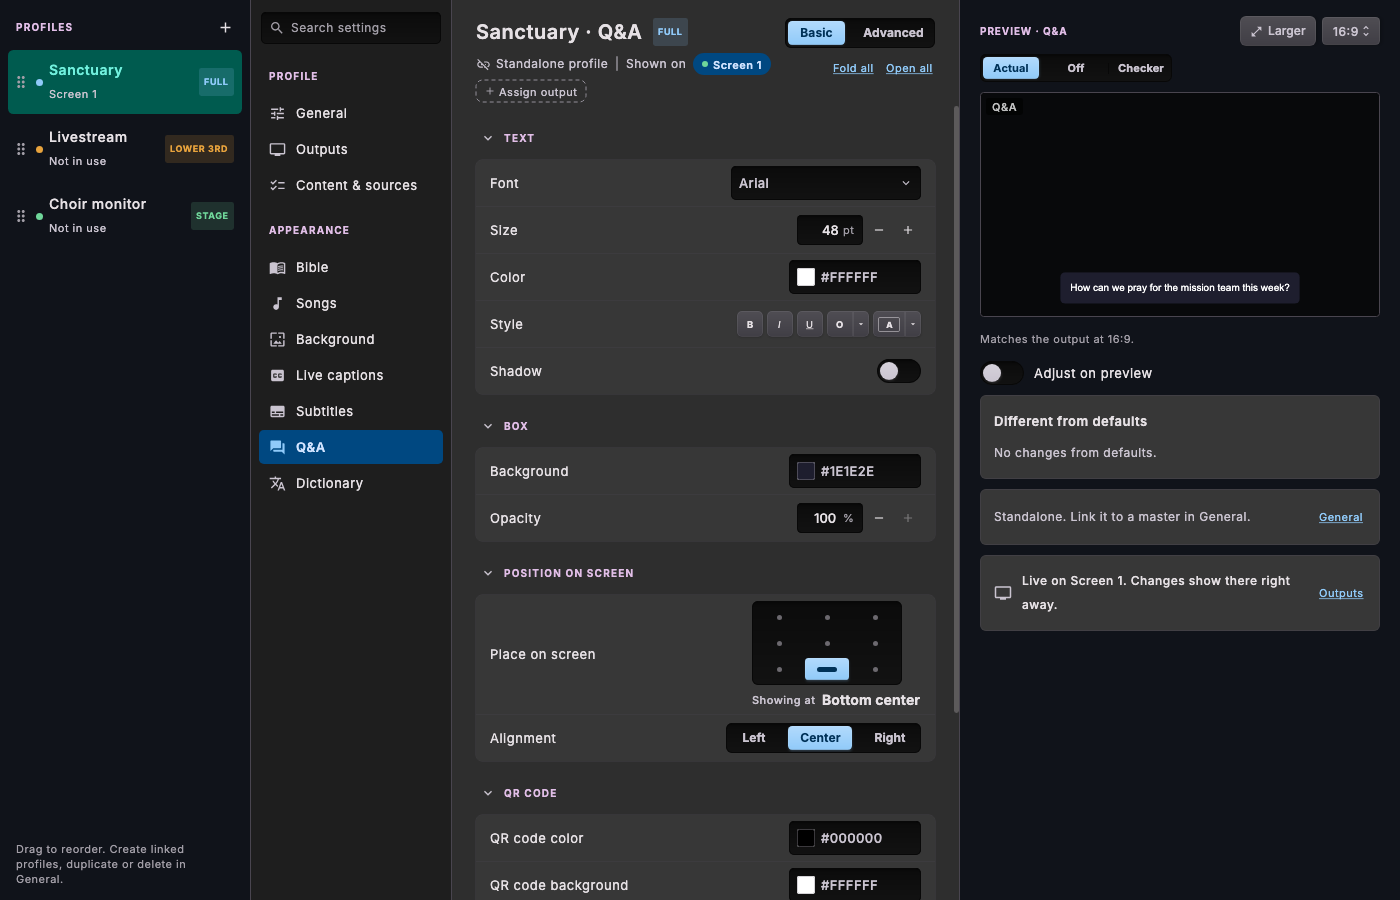 PROFILES
Sanctuary
Screen 1
FULL
Livestream
Not in use
LOWER 3RD
Choir monitor
Not in use
STAGE
Drag to reorder. Create linked
profiles, duplicate or delete in
General.
Search settings
PROFILE
General
Outputs
Content & sources
APPEARANCE
Bible
Songs
Background
Live captions
Subtitles
Q&A
Dictionary
Sanctuary · Q&A
FULL
Basic
Advanced
Standalone profile | Shown on
Screen 1
Fold all
Open all
+ Assign output
TEXT
Font
Arial
Size
48 pt
Color
#FFFFFF
Style
B
I
U
O
A
Shadow
BOX
Background
#1E1E2E
Opacity
100 %
POSITION ON SCREEN
Place on screen
Showing at Bottom center
Alignment
Left
Center
Right
QR CODE
QR code color
#000000
QR code background
#FFFFFF
PREVIEW · Q&A
Larger
16:9
Actual
Off
Checker
Q&A
How can we pray for the mission team this week?
Matches the output at 16:9.
Adjust on preview
Different from defaults
No changes from defaults.
Standalone. Link it to a master in General.
General
Live on Screen 1. Changes show there right
away.
Outputs